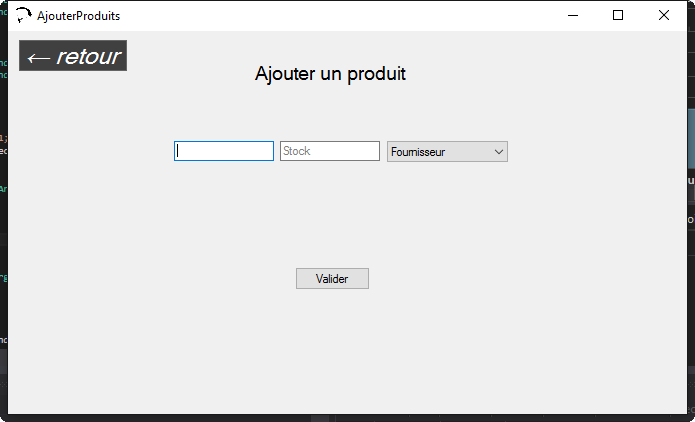 AjouterProduits
← retour
Ajouter un produit
Stock
Fournisseur
Valider